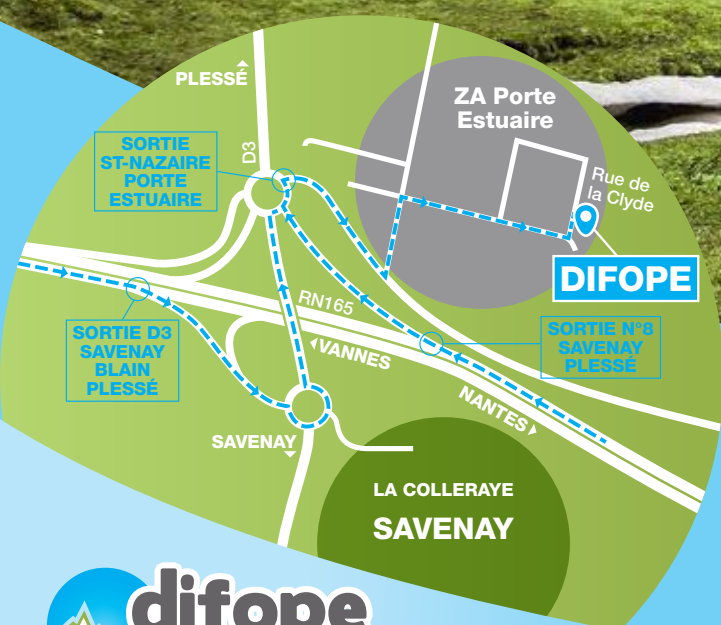 PLESSÉ
ZA Porte
Estuaire
SORTIE
ST-NAZAIRE
PORTE
ESTUAIRE
D3
Rue de
la Clyde
DIFOPE
RN165
SORTIE D3
SAVENAY
BLAIN
PLESSÉ
VANNES
SORTIE N°8
SAVENAY
PLESSÉ
NANTES
SAVENAY
LA COLLERAYE
SAVENAY
difope